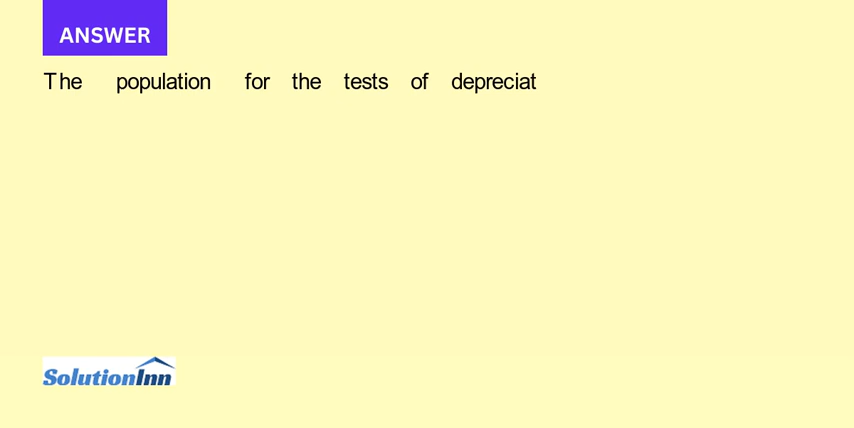 ANSWER
The population for the tests of depreciat
SolutionInn